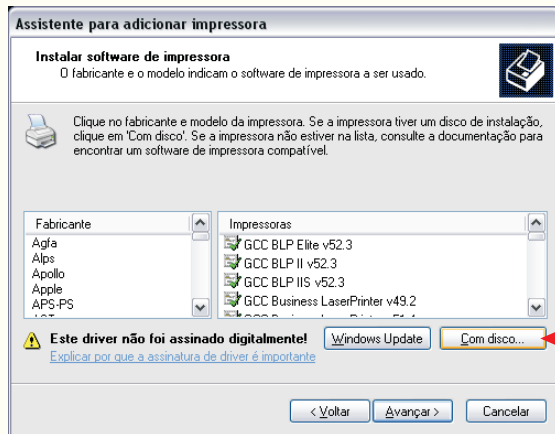 Assistente para adicionar impressora
Instalar software de impressora
O fabricante e o modelo indicam o software de impressora a ser usado.
Clique no fabricante e modelo da impressora. Se a impressora tiver um disco de instalação,
clique em 'Com disco'. Se a impressora não estiver na lista, consulte a documentação para
encontrar um software de impressora compatível.
Fabricante
Agfa
Alps
Apollo
Apple
APS-PS
Impressoras
GCC BLP Elite v52.3
GCC BLP II v52.3
GCC BLP IIS v52.3
GCC Business LaserPrinter v49.2
Este driver não foi assinado digitalmente!
Windows Update
Com disco...
Explicar por que a assinatura de driver é importante
< Voltar
Avançar >
Cancelar